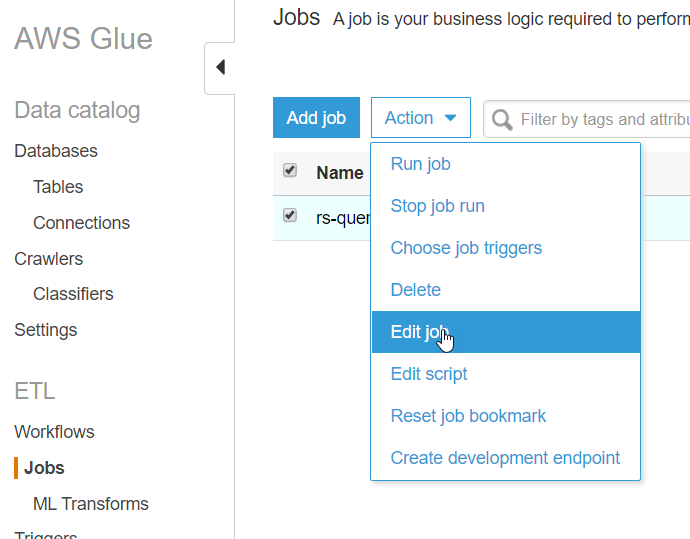 AWS Glue
Data catalog
Databases
Tables
Connections
Crawlers
Classifiers
Settings
ETL
Workflows
Jobs
ML Transforms
Triggers
Jobs A job is your business logic required to perform
Add job
Action
Filter by tags and attribu
Name
rs-quer
Run job
Stop job run
Choose job triggers
Delete
Edit job
Edit script
Reset job bookmark
Create development endpoint